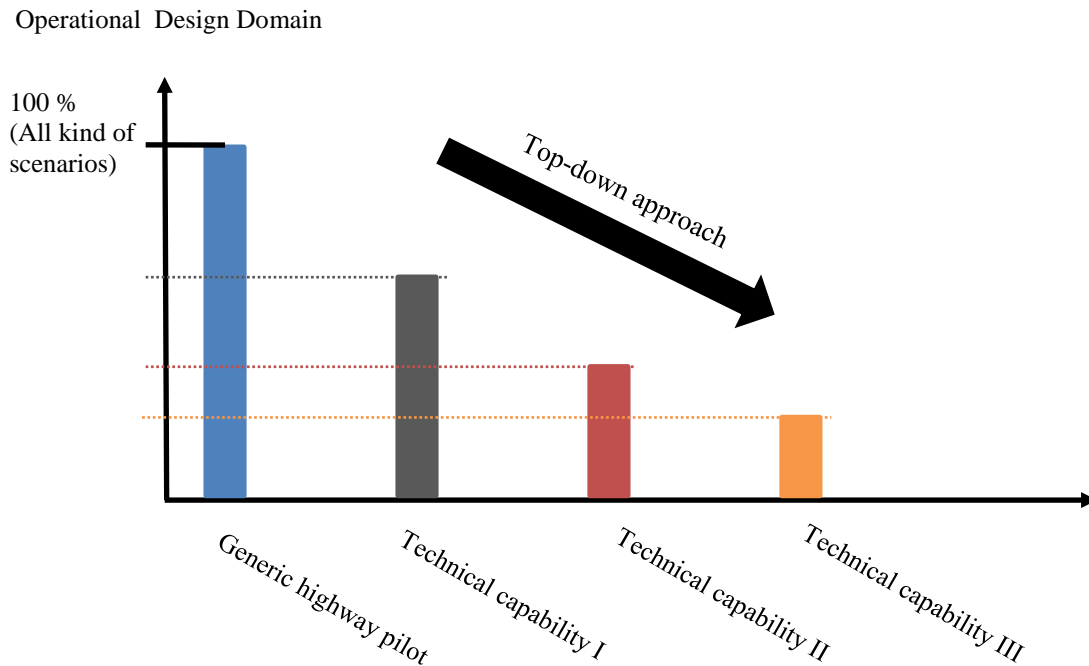 Operational Design Domain
100 %
(All kind of
scenarios)
Top-down approach
Generic highway pilot
Technical capability I
Technical capability II
Technical capability III